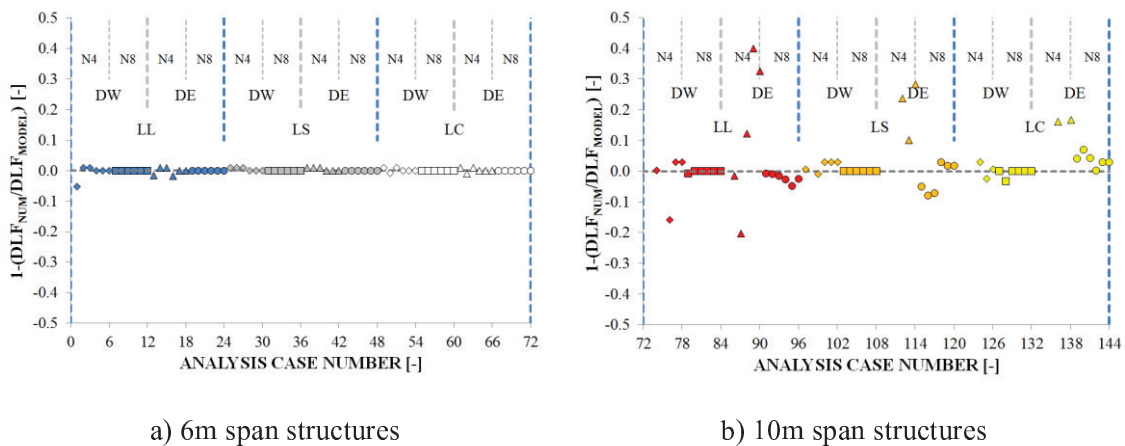 0.5
0.4
0.3
0.2
0.1
0.0
-0.1
-0.2
-0.3
-0.4
-0.5
1-(DLF_NUM/DLF_MODEL) [-]
N4 N8 N4 N8 N4 N8 N4 N8 N4 N8 N4 N8
DW DE DW DE DW DE
LL LS LC
0 6 12 18 24 30 36 42 48 54 60 66 72
ANALYSIS CASE NUMBER [-]
a) 6m span structures
0.5
0.4
0.3
0.2
0.1
0.0
-0.1
-0.2
-0.3
-0.4
-0.5
1-(DLF_NUM/DLF_MODEL) [-]
N4 N8 N4 N8 N4 N8 N4 N8 N4 N8 N4 N8
DW DE DW DE DW DE
LL LS LC
72 78 84 90 96 102 108 114 120 126 132 138 144
ANALYSIS CASE NUMBER [-]
b) 10m span structures